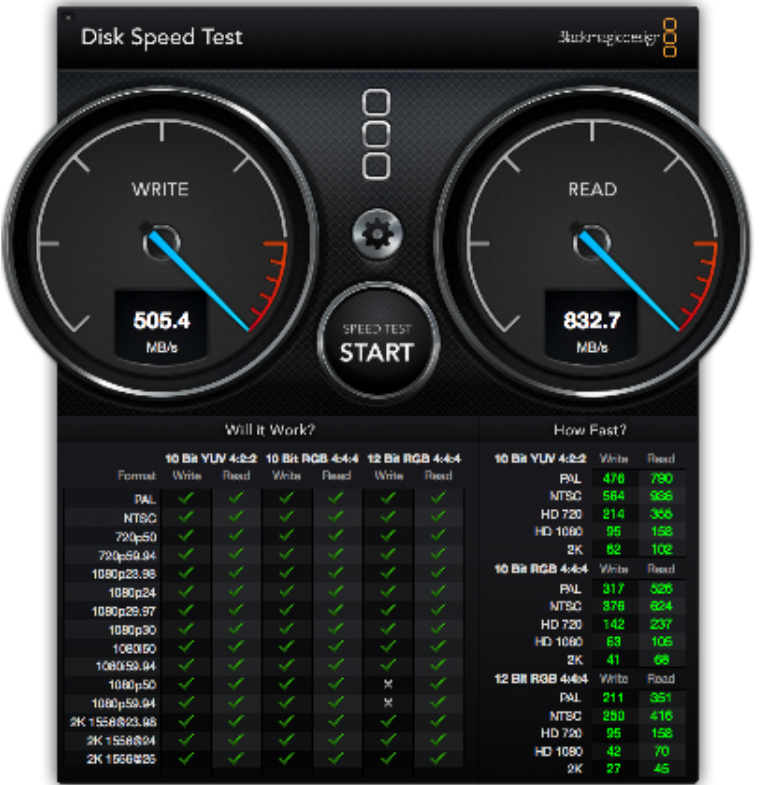 Disk Speed Test
Blackmagicdesign
WRITE
505.4
MB/s
READ
832.7
MB/s
SPEED TEST
START
Will it Work?
10 Bit YUV 4:2:2 10 Bit RGB 4:4:4 12 Bit RGB 4:4:4
Format Write Read Write Read Write Read
PAL
NTSC
720p50
720p59.94
1080p23.98
1080p24
1080p29.97
1080p30
1080i50
1080i59.94
1080p50
1080p59.94
2K 1556@23.98
2K 1556@24
2K 1556@25
How Fast?
10 Bit YUV 4:2:2 Write Read
PAL 476 790
NTSC 564 936
HD 720 214 355
HD 1080 95 158
2K 62 102
10 Bit RGB 4:4:4 Write Read
PAL 317 526
NTSC 376 624
HD 720 142 237
HD 1080 63 105
2K 41 68
12 Bit RGB 4:4:4 Write Read
PAL 211 351
NTSC 250 416
HD 720 95 158
HD 1080 42 70
2K 27 45